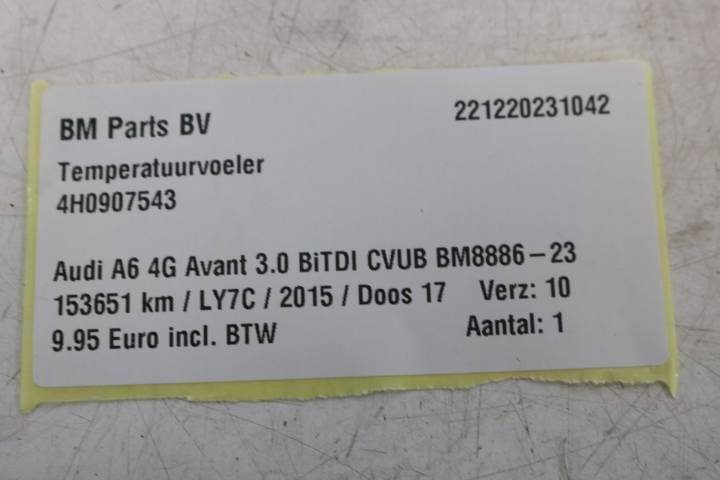 BM Parts BV 221220231042
Temperatuurvoeler
4H0907543
Audi A6 4G Avant 3.0 BiTDI CVUB BM8886-23
153651 km / LY7C / 2015 / Doos 17 Verz: 10
9.95 Euro incl. BTW Aantal: 1